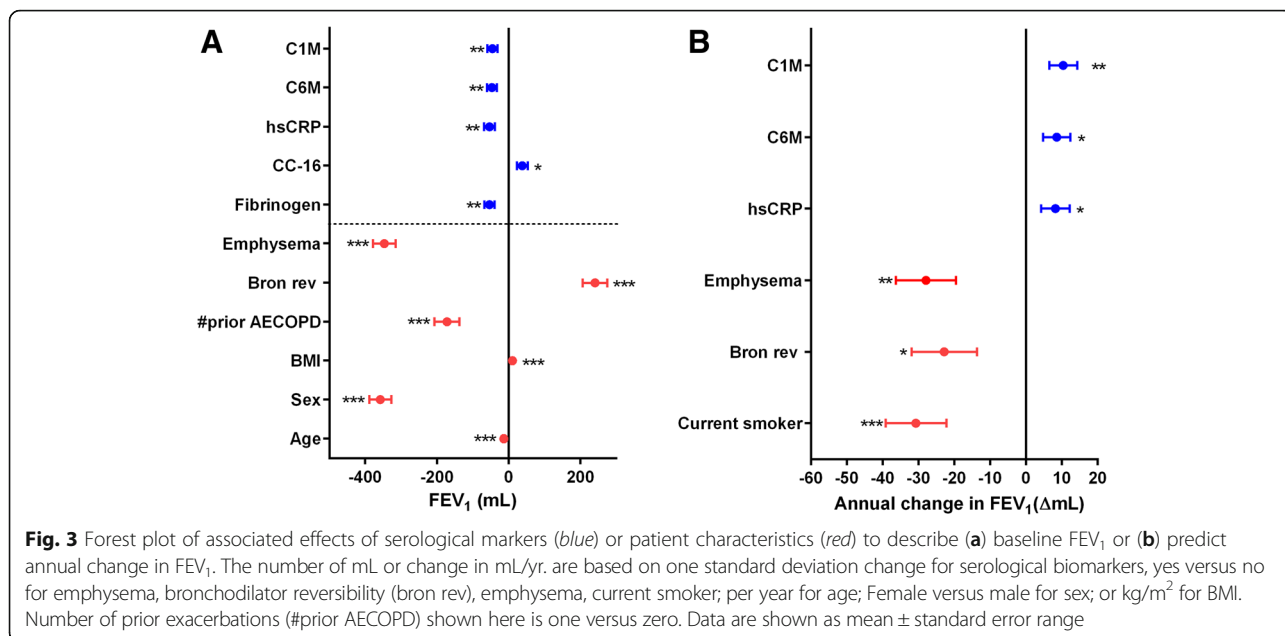 A
C1M
**
C6M
**
hsCRP
**
CC-16
*
Fibrinogen
**
Emphysema
***
Bron rev
***
#prior AECOPD
***
BMI
***
Sex
***
Age
***
-400 -200 0 200
FEV₁ (mL)
B
C1M
**
C6M
*
hsCRP
*
Emphysema
**
Bron rev
*
Current smoker
***
-60 -50 -40 -30 -20 -10 0 10 20
Annual change in FEV₁(ΔmL)
Fig. 3 Forest plot of associated effects of serological markers (blue) or patient characteristics (red) to describe (a) baseline FEV₁ or (b) predict
annual change in FEV₁. The number of mL or change in mL/yr. are based on one standard deviation change for serological biomarkers, yes versus no
for emphysema, bronchodilator reversibility (bron rev), emphysema, current smoker; per year for age; Female versus male for sex; or kg/m² for BMI.
Number of prior exacerbations (#prior AECOPD) shown here is one versus zero. Data are shown as mean ± standard error range